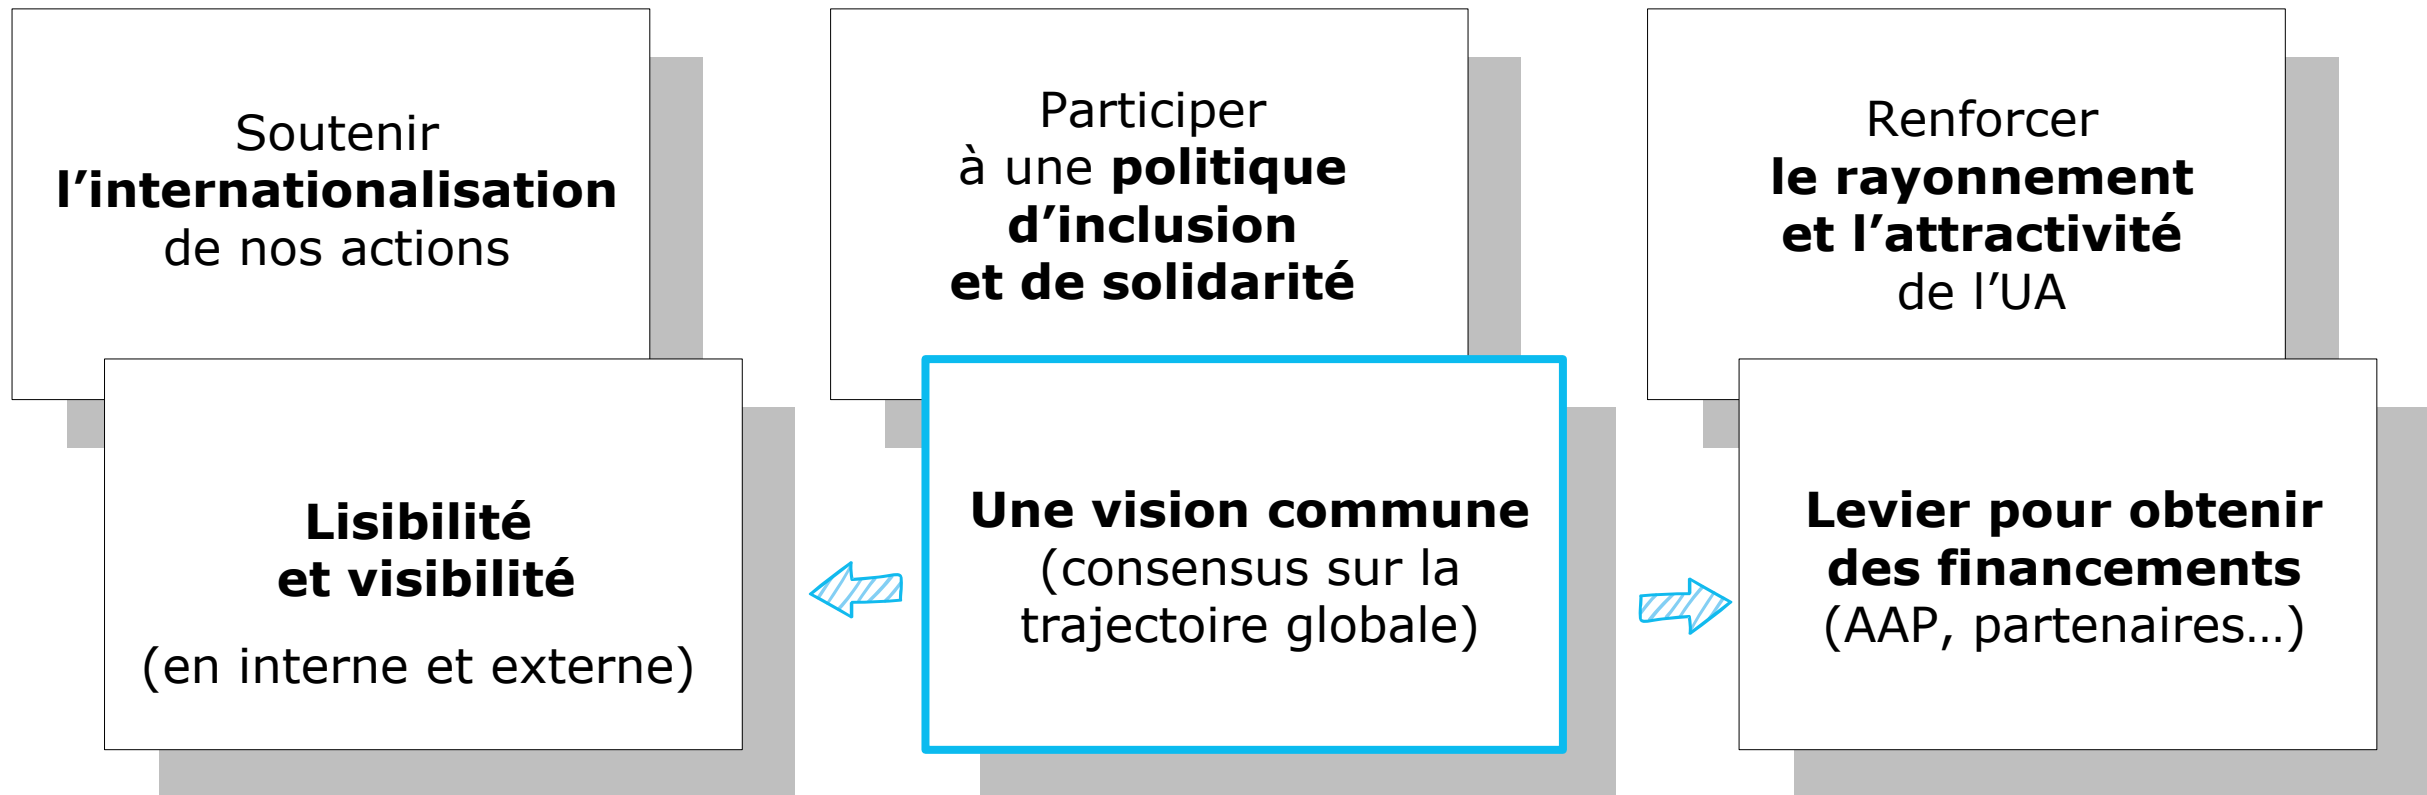 Soutenir
l’internationalisation
de nos actions
Participer
à une politique
d’inclusion
et de solidarité
Renforcer
le rayonnement
et l’attractivité
de l’UA
Lisibilité
et visibilité
(en interne et externe)
Une vision commune
(consensus sur la
trajectoire globale)
Levier pour obtenir
des financements
(AAP, partenaires…)